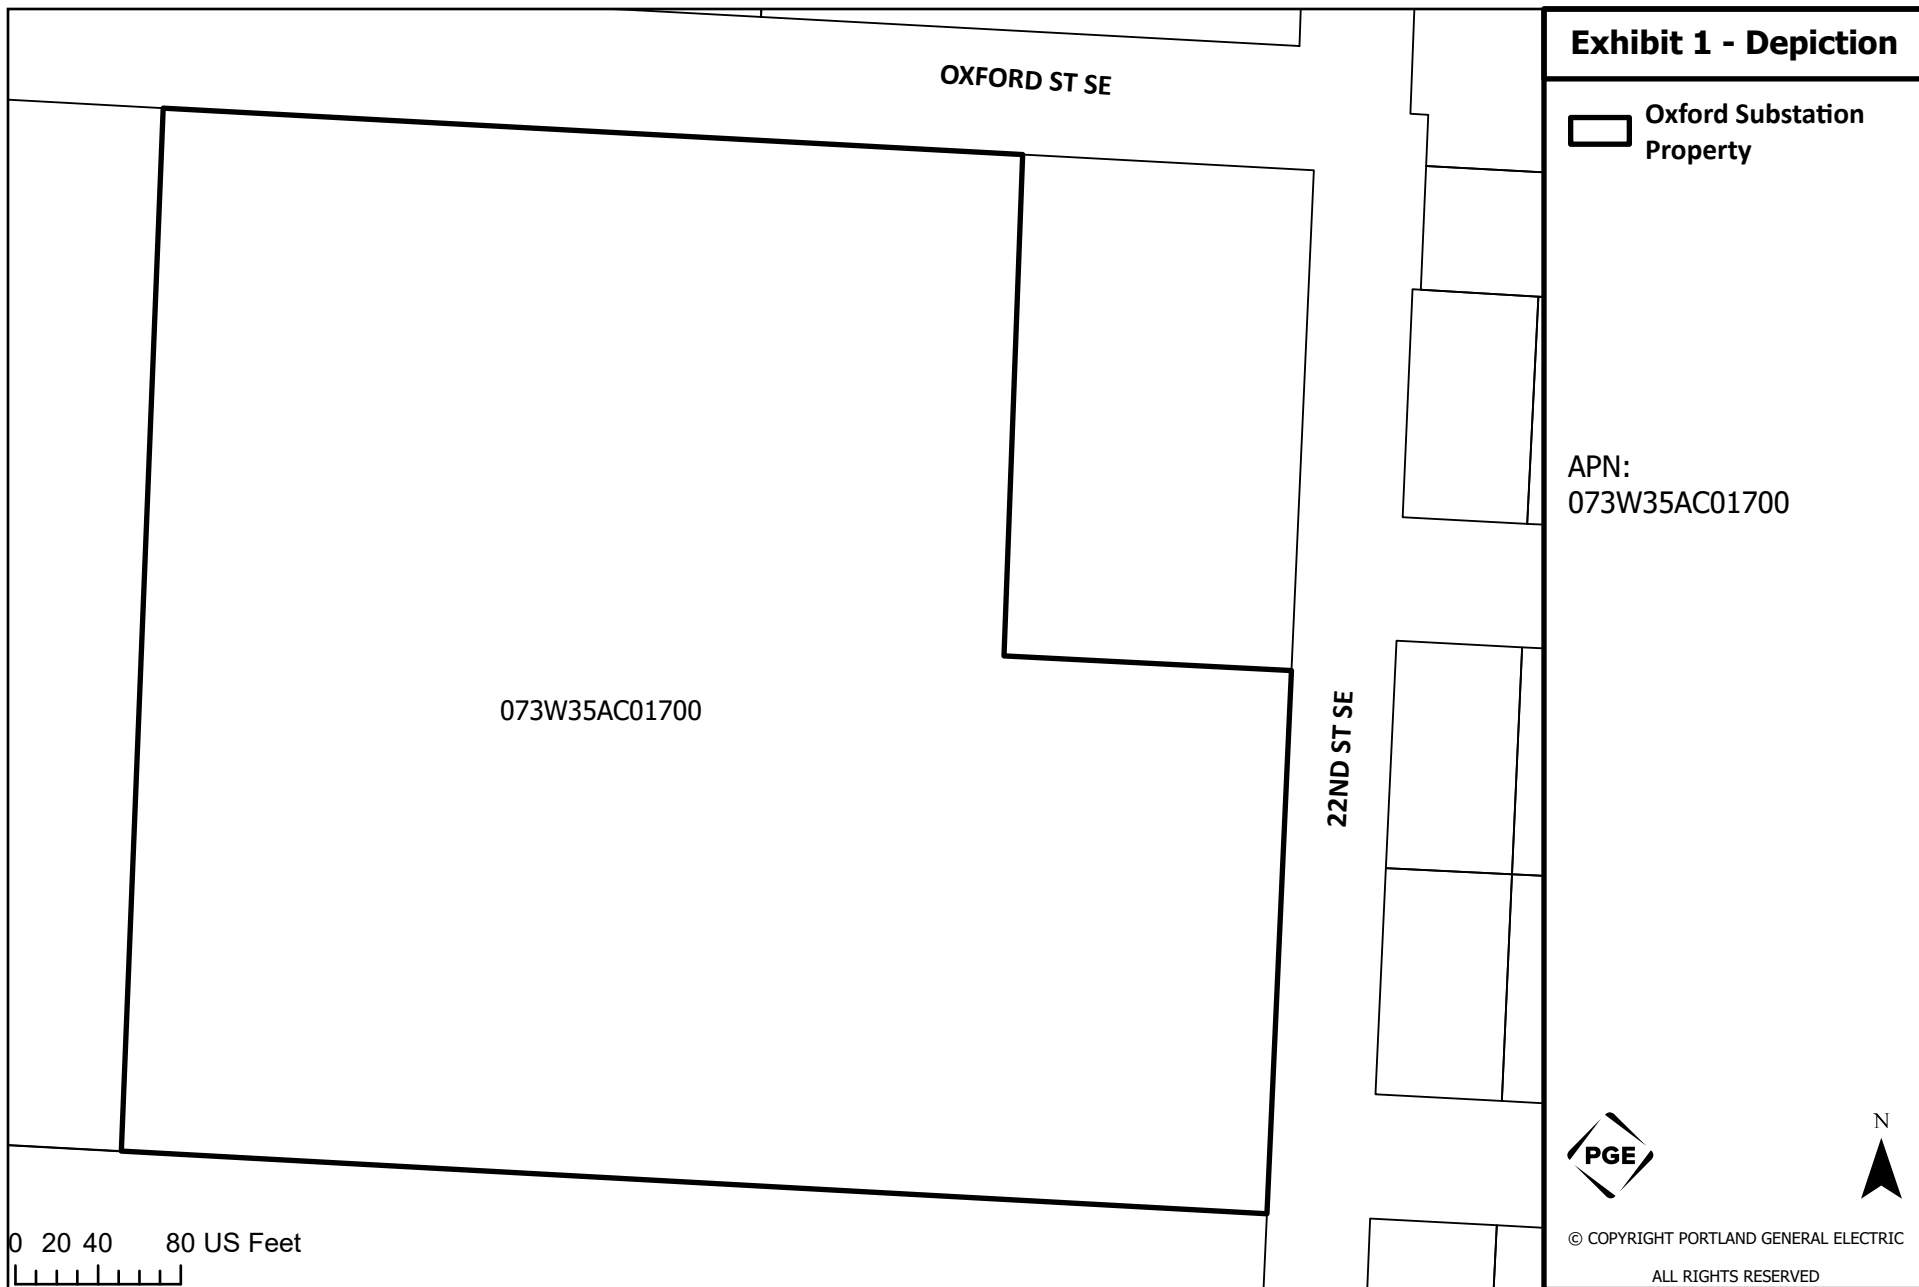 Exhibit 1 - Depiction
OXFORD ST SE
Oxford Substation
Property
APN:
073W35AC01700
073W35AC01700
22ND ST SE
PGE
N
0 20 40 80 US Feet
© COPYRIGHT PORTLAND GENERAL ELECTRIC
ALL RIGHTS RESERVED